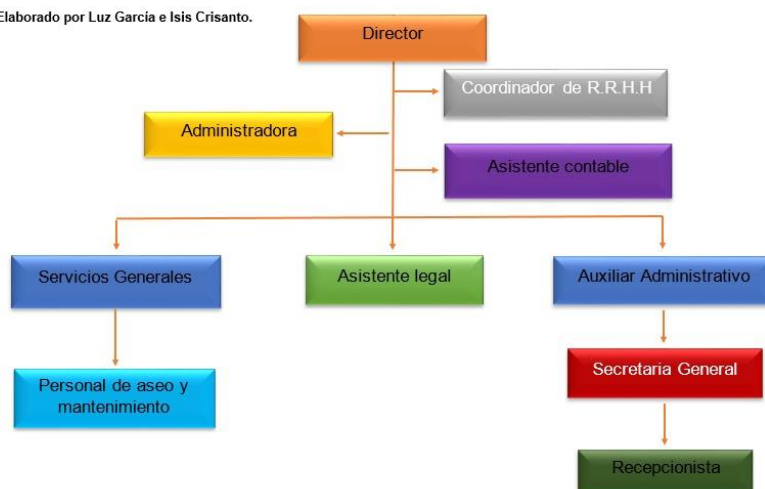 Elaborado por Luz García e Isis Crisanto.
Director
Coordinador de R.R.H.H
Administradora
Asistente contable
Servicios Generales
Asistente legal
Auxiliar Administrativo
Personal de aseo y
mantenimiento
Secretaria General
Recepcionista